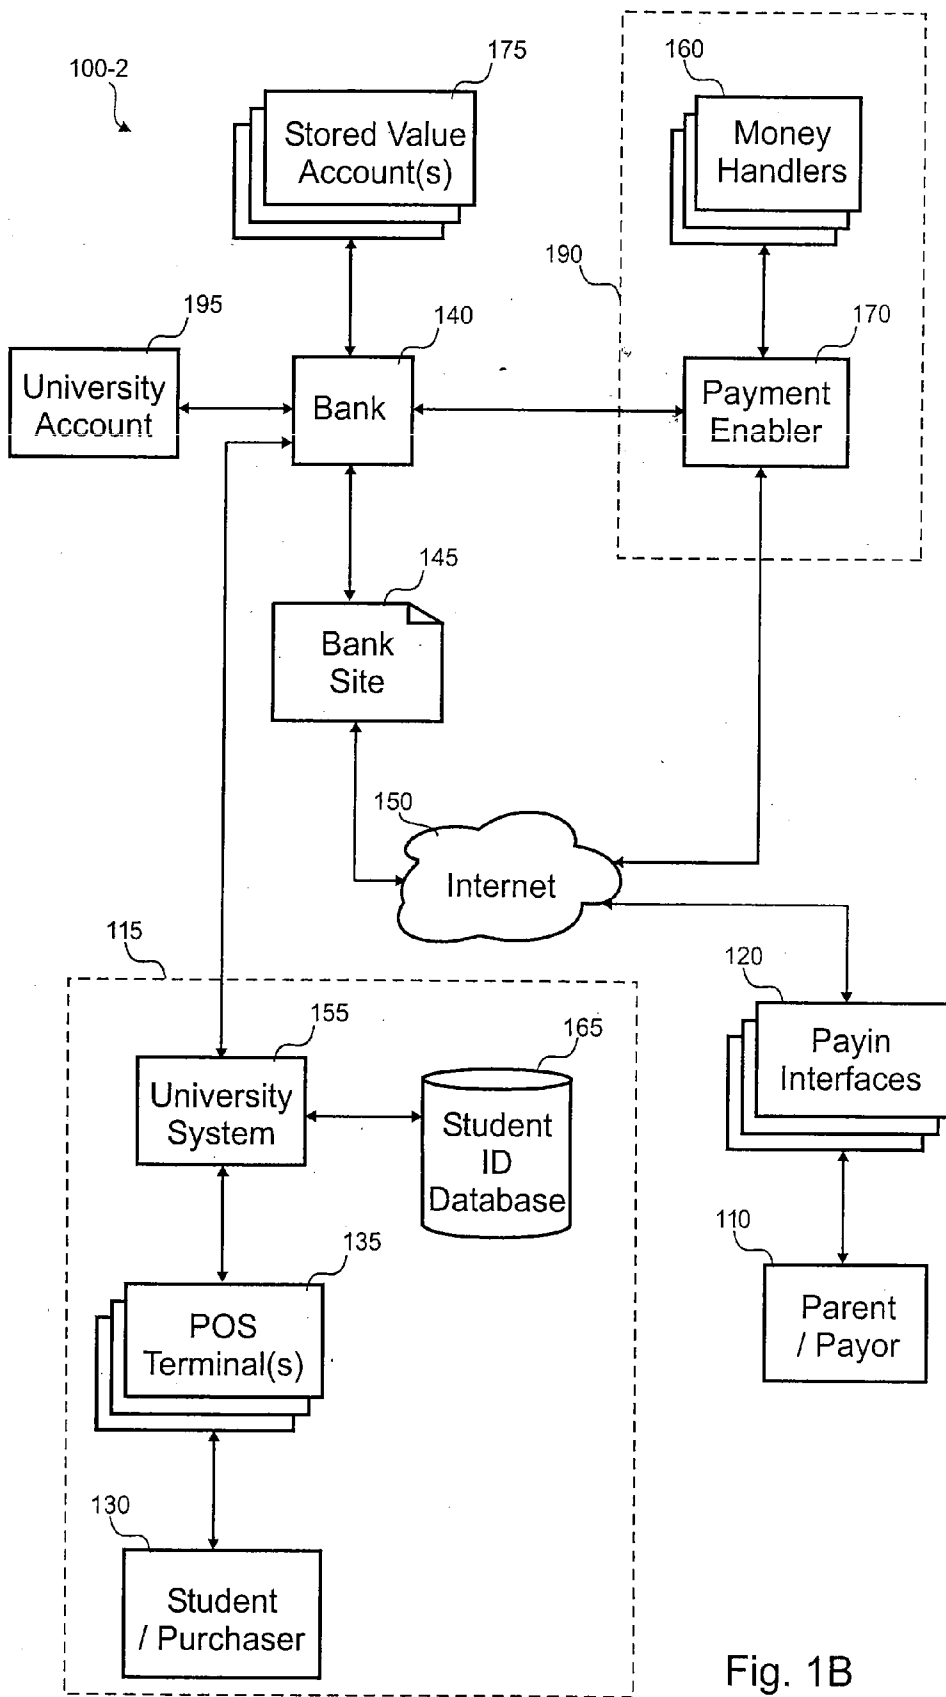 100-2
175
Stored Value
Account(s)
160
Money
Handlers
190
195
University
Account
140
Bank
170
Payment
Enabler
145
Bank
Site
150
Internet
115
155
University
System
165
Student
ID
Database
120
Payin
Interfaces
135
POS
Terminal(s)
110
Parent
/ Payor
130
Student
/ Purchaser
Fig. 1B